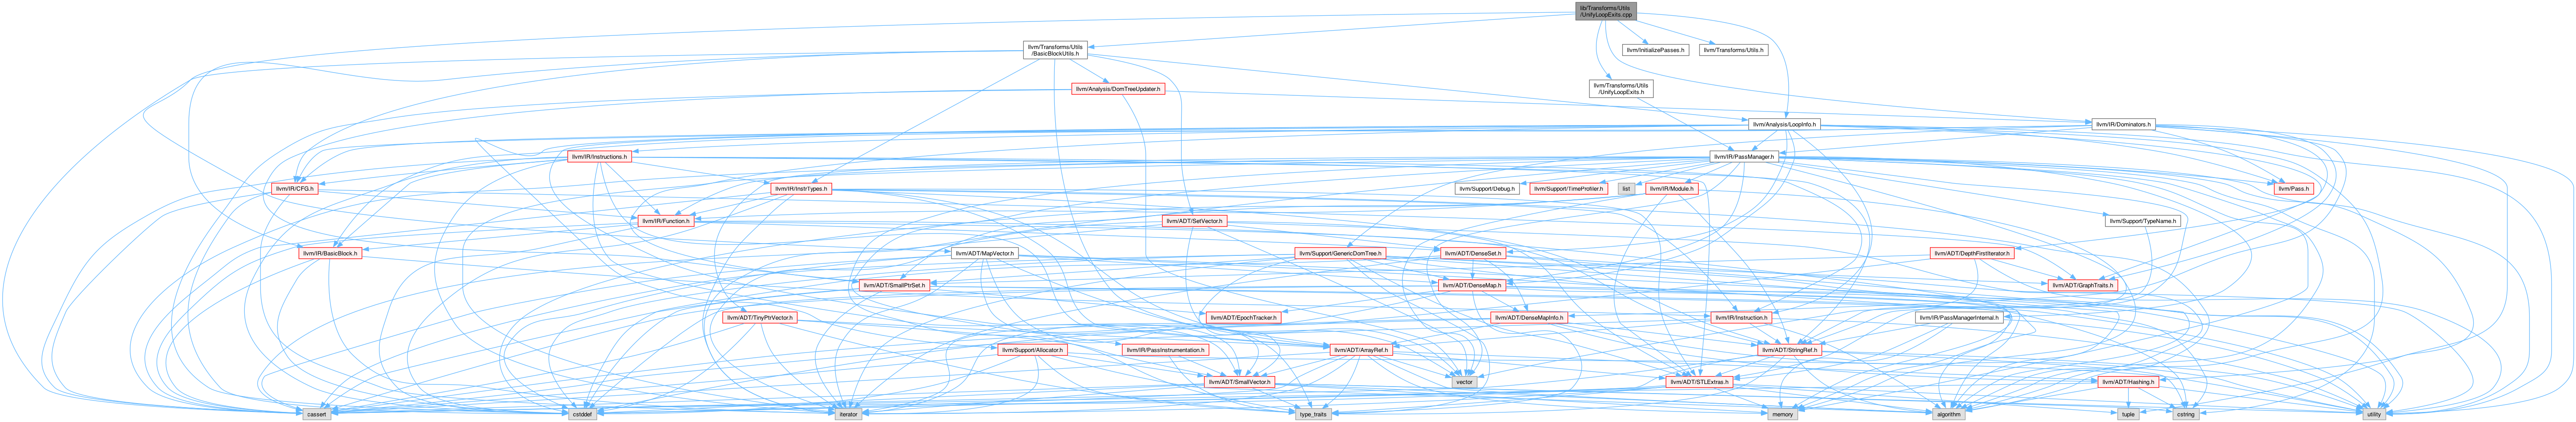 lib/Transforms/Utils
/UnifyLoopExits.cpp
llvm/Transforms/Utils
/BasicBlockUtils.h
llvm/InitializePasses.h
llvm/Transforms/Utils.h
llvm/Analysis/DomTreeUpdater.h
llvm/Transforms/Utils
/UnifyLoopExits.h
llvm/Analysis/LoopInfo.h
llvm/IR/Dominators.h
llvm/IR/Instructions.h
llvm/IR/PassManager.h
llvm/IR/CFG.h
llvm/IR/InstrTypes.h
llvm/Support/Debug.h
llvm/Support/TimeProfiler.h
list
llvm/IR/Module.h
llvm/Pass.h
llvm/IR/Function.h
llvm/ADT/SetVector.h
llvm/Support/TypeName.h
llvm/IR/BasicBlock.h
llvm/ADT/MapVector.h
llvm/Support/GenericDomTree.h
llvm/ADT/DenseSet.h
llvm/ADT/DepthFirstIterator.h
llvm/ADT/SmallPtrSet.h
llvm/ADT/DenseMap.h
llvm/ADT/GraphTraits.h
llvm/ADT/TinyPtrVector.h
llvm/ADT/EpochTracker.h
llvm/ADT/DenseMapInfo.h
llvm/IR/Instruction.h
llvm/IR/PassManagerInternal.h
llvm/Support/Allocator.h
llvm/IR/PassInstrumentation.h
llvm/ADT/ArrayRef.h
llvm/ADT/StringRef.h
llvm/ADT/SmallVector.h
vector
llvm/ADT/STLExtras.h
llvm/ADT/Hashing.h
cassert
cstddef
iterator
type_traits
memory
algorithm
tuple
cstring
utility